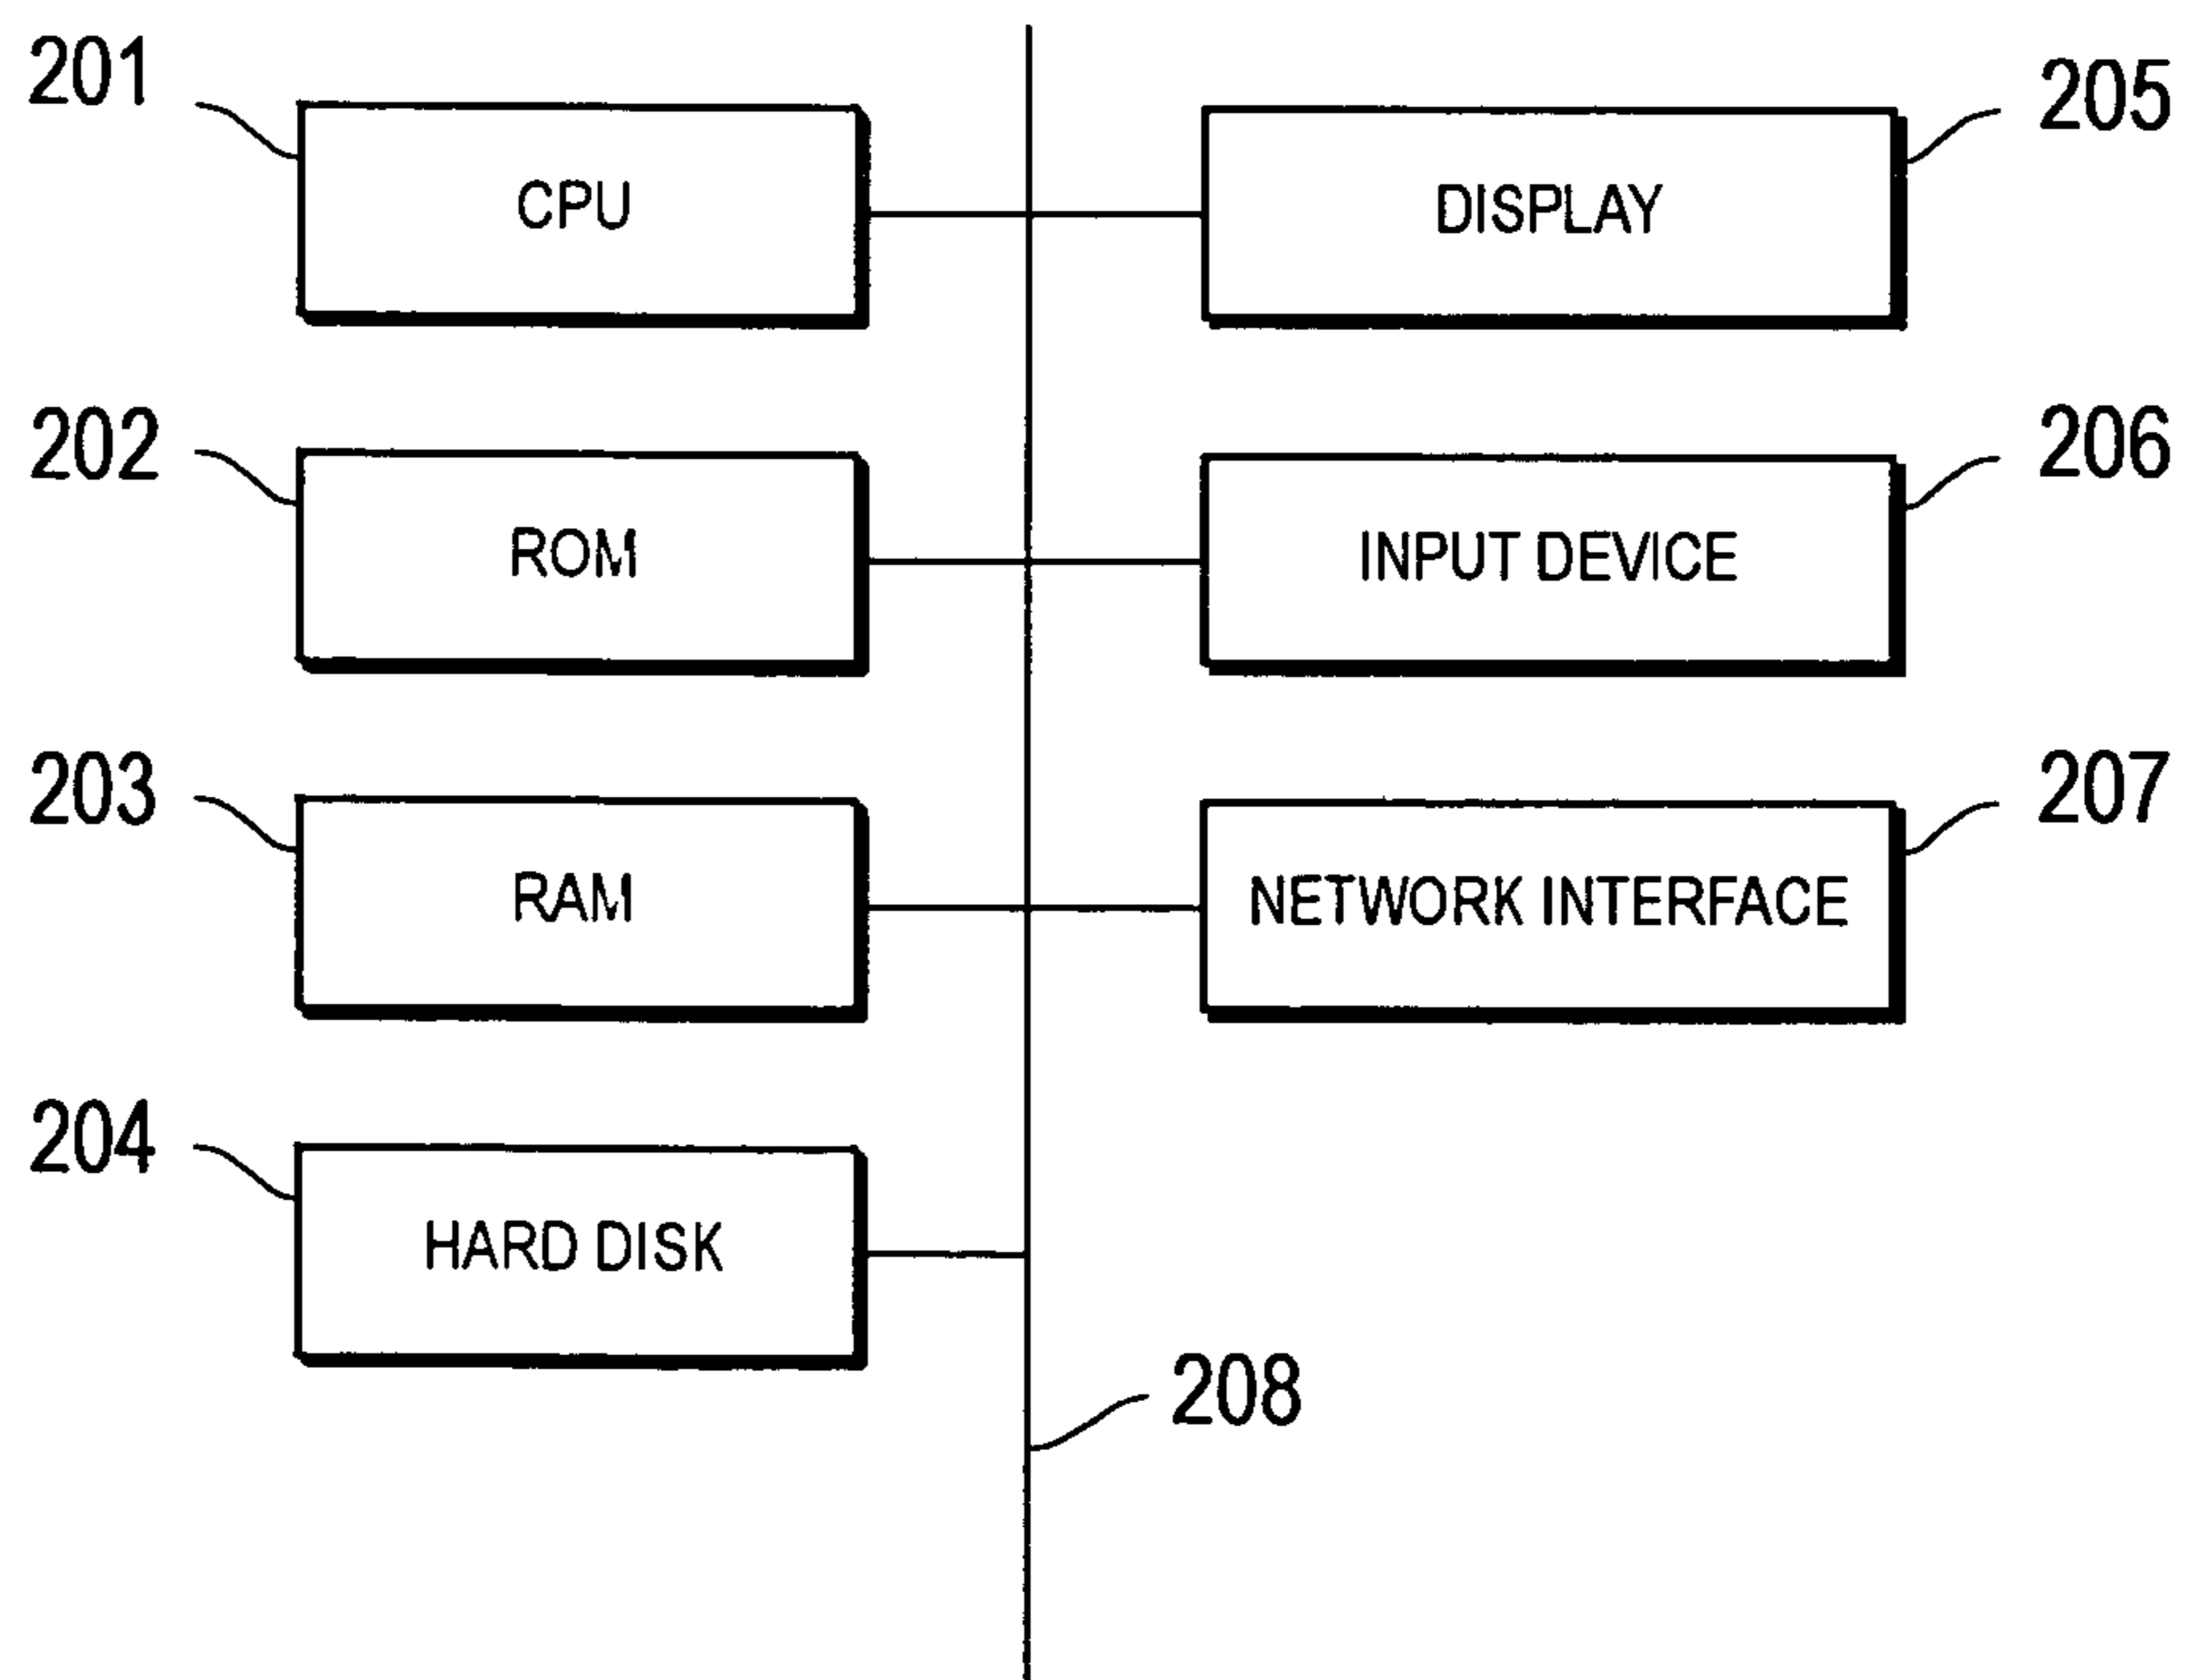 201
CPU
205
DISPLAY
202
ROM
206
INPUT DEVICE
203
RAM
207
NETWORK INTERFACE
204
HARD DISK
208